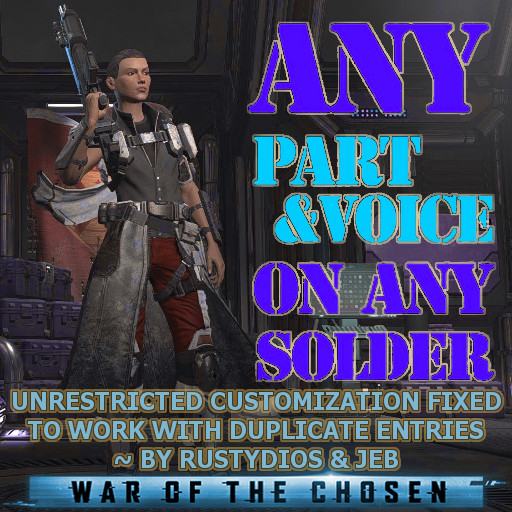 ANY
PART
&VOICE
ON ANY
SOLDER
UNRESTRICTED CUSTOMIZATION FIXED
TO WORK WITH DUPLICATE ENTRIES
~ BY RUSTYDIOS & JEB
WAR OF THE CHOSEN